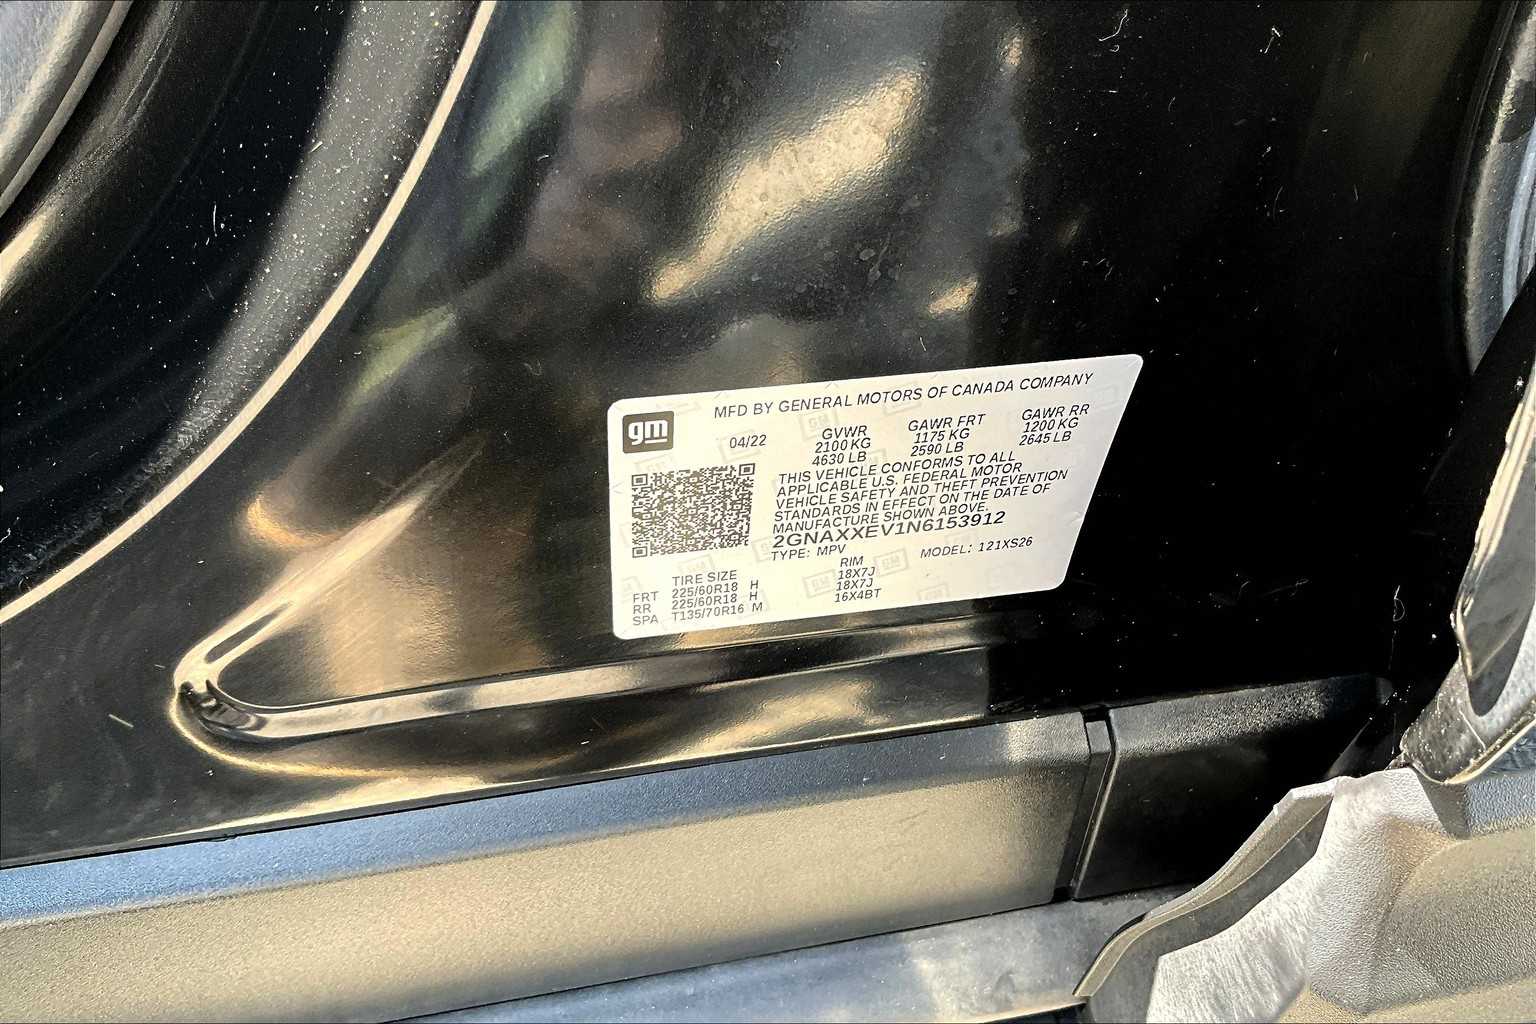 MFD BY GENERAL MOTORS OF CANADA COMPANY
gm
04/22
GVWR GAWR FRT GAWR RR
2100 KG 1175 KG 1200 KG
4630 LB 2590 LB 2645 LB
THIS VEHICLE CONFORMS TO ALL
APPLICABLE U.S. FEDERAL MOTOR
VEHICLE SAFETY AND THEFT PREVENTION
STANDARDS IN EFFECT ON THE DATE OF
MANUFACTURE SHOWN ABOVE.
2GNAXXEV1N6153912
TYPE: MPV MODEL: 121XS26
TIRE SIZE RIM
FRT 225/60R18 H 18X7J
RR 225/60R18 H 18X7J
SPA T135/70R16 M 16X4BT